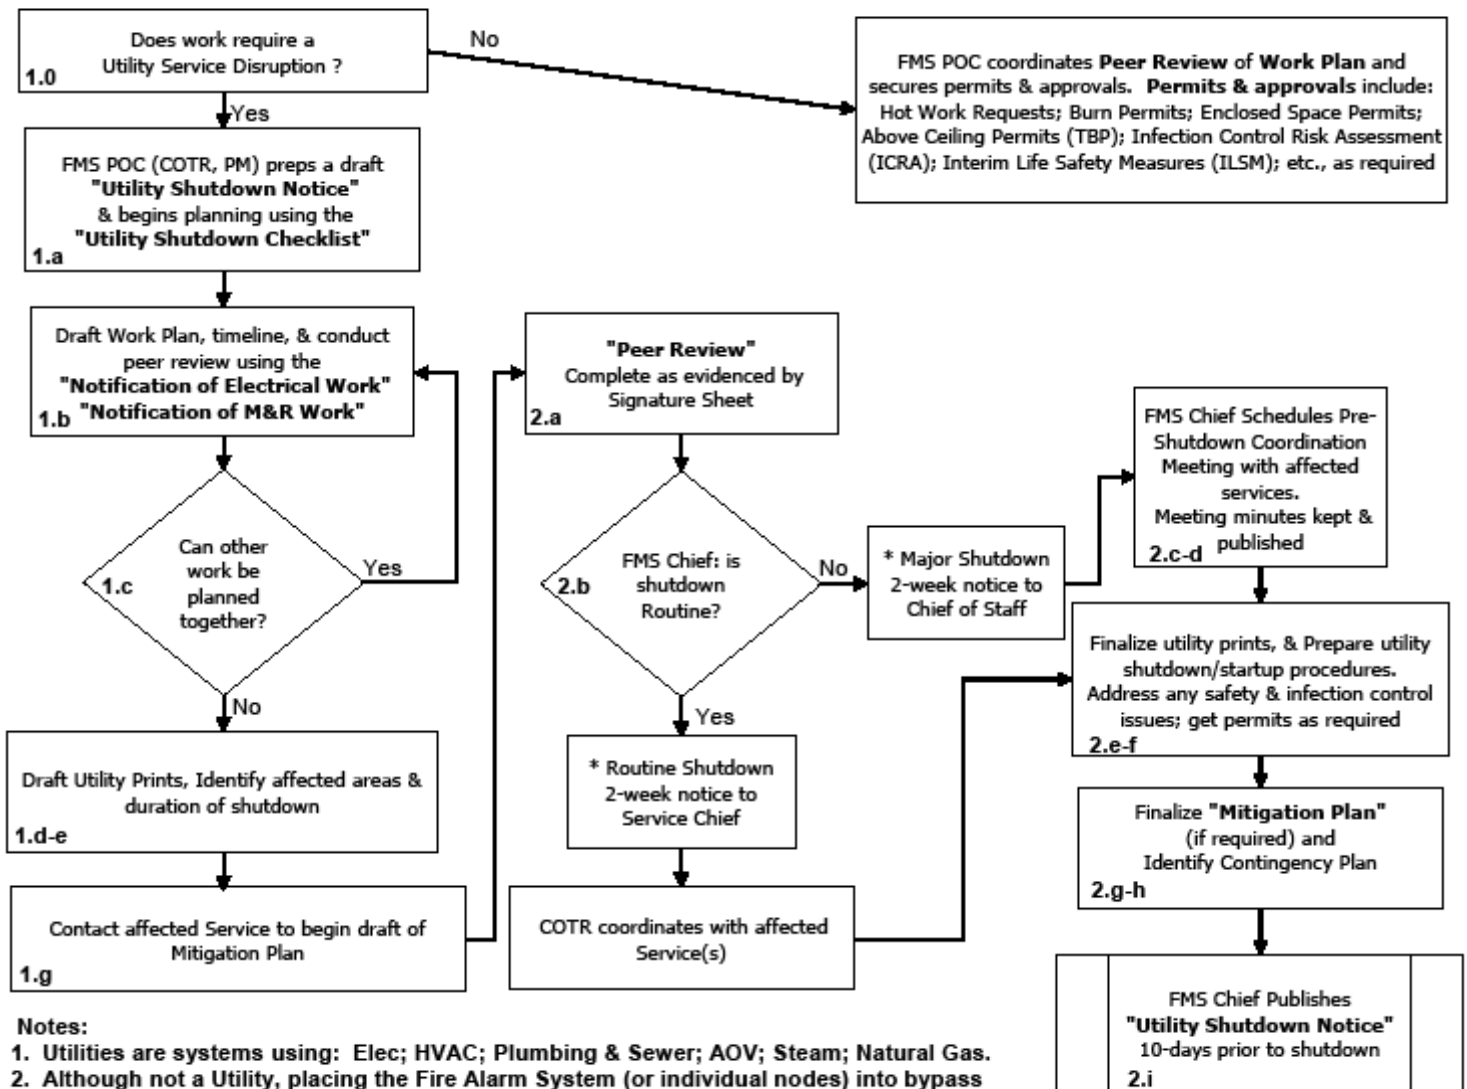 Does work require a
Utility Service Disruption ?
1.0
No
Yes
FMS POC coordinates Peer Review of Work Plan and
secures permits & approvals. Permits & approvals include:
Hot Work Requests; Burn Permits; Enclosed Space Permits;
Above Ceiling Permits (TBP); Infection Control Risk Assessment
(ICRA); Interim Life Safety Measures (ILSM); etc., as required
FMS POC (COTR, PM) preps a draft
"Utility Shutdown Notice"
& begins planning using the
"Utility Shutdown Checklist"
1.a
Draft Work Plan, timeline, & conduct
peer review using the
"Notification of Electrical Work"
"Notification of M&R Work"
1.b
Can other
work be
planned
together?
1.c
Yes
No
Draft Utility Prints, Identify affected areas &
duration of shutdown
1.d-e
Contact affected Service to begin draft of
Mitigation Plan
1.g
"Peer Review"
Complete as evidenced by
Signature Sheet
2.a
FMS Chief: is
shutdown
Routine?
2.b
No
Yes
* Major Shutdown
2-week notice to
Chief of Staff
* Routine Shutdown
2-week notice to
Service Chief
COTR coordinates with affected
Service(s)
FMS Chief Schedules Pre-
Shutdown Coordination
Meeting with affected
services.
Meeting minutes kept &
published
2.c-d
Finalize utility prints, & Prepare utility
shutdown/startup procedures.
Address any safety & infection control
issues; get permits as required
2.e-f
Finalize "Mitigation Plan"
(if required) and
Identify Contingency Plan
2.g-h
FMS Chief Publishes
"Utility Shutdown Notice"
10-days prior to shutdown
2.i
Notes:
1. Utilities are systems using: Elec; HVAC; Plumbing & Sewer; AOV; Steam; Natural Gas.
2. Although not a Utility, placing the Fire Alarm System (or individual nodes) into bypass